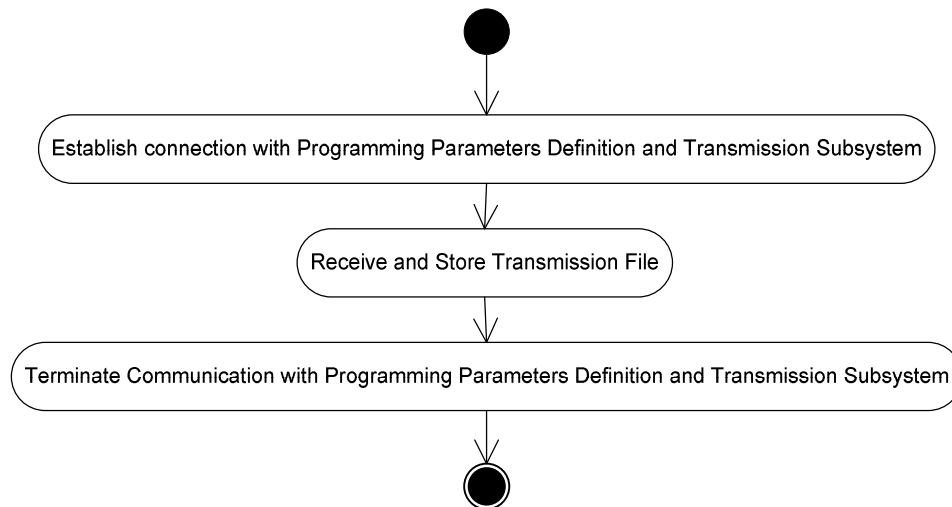 Establish connection with Programming Parameters Definition and Transmission Subsystem
Receive and Store Transmission File
Terminate Communication with Programming Parameters Definition and Transmission Subsystem